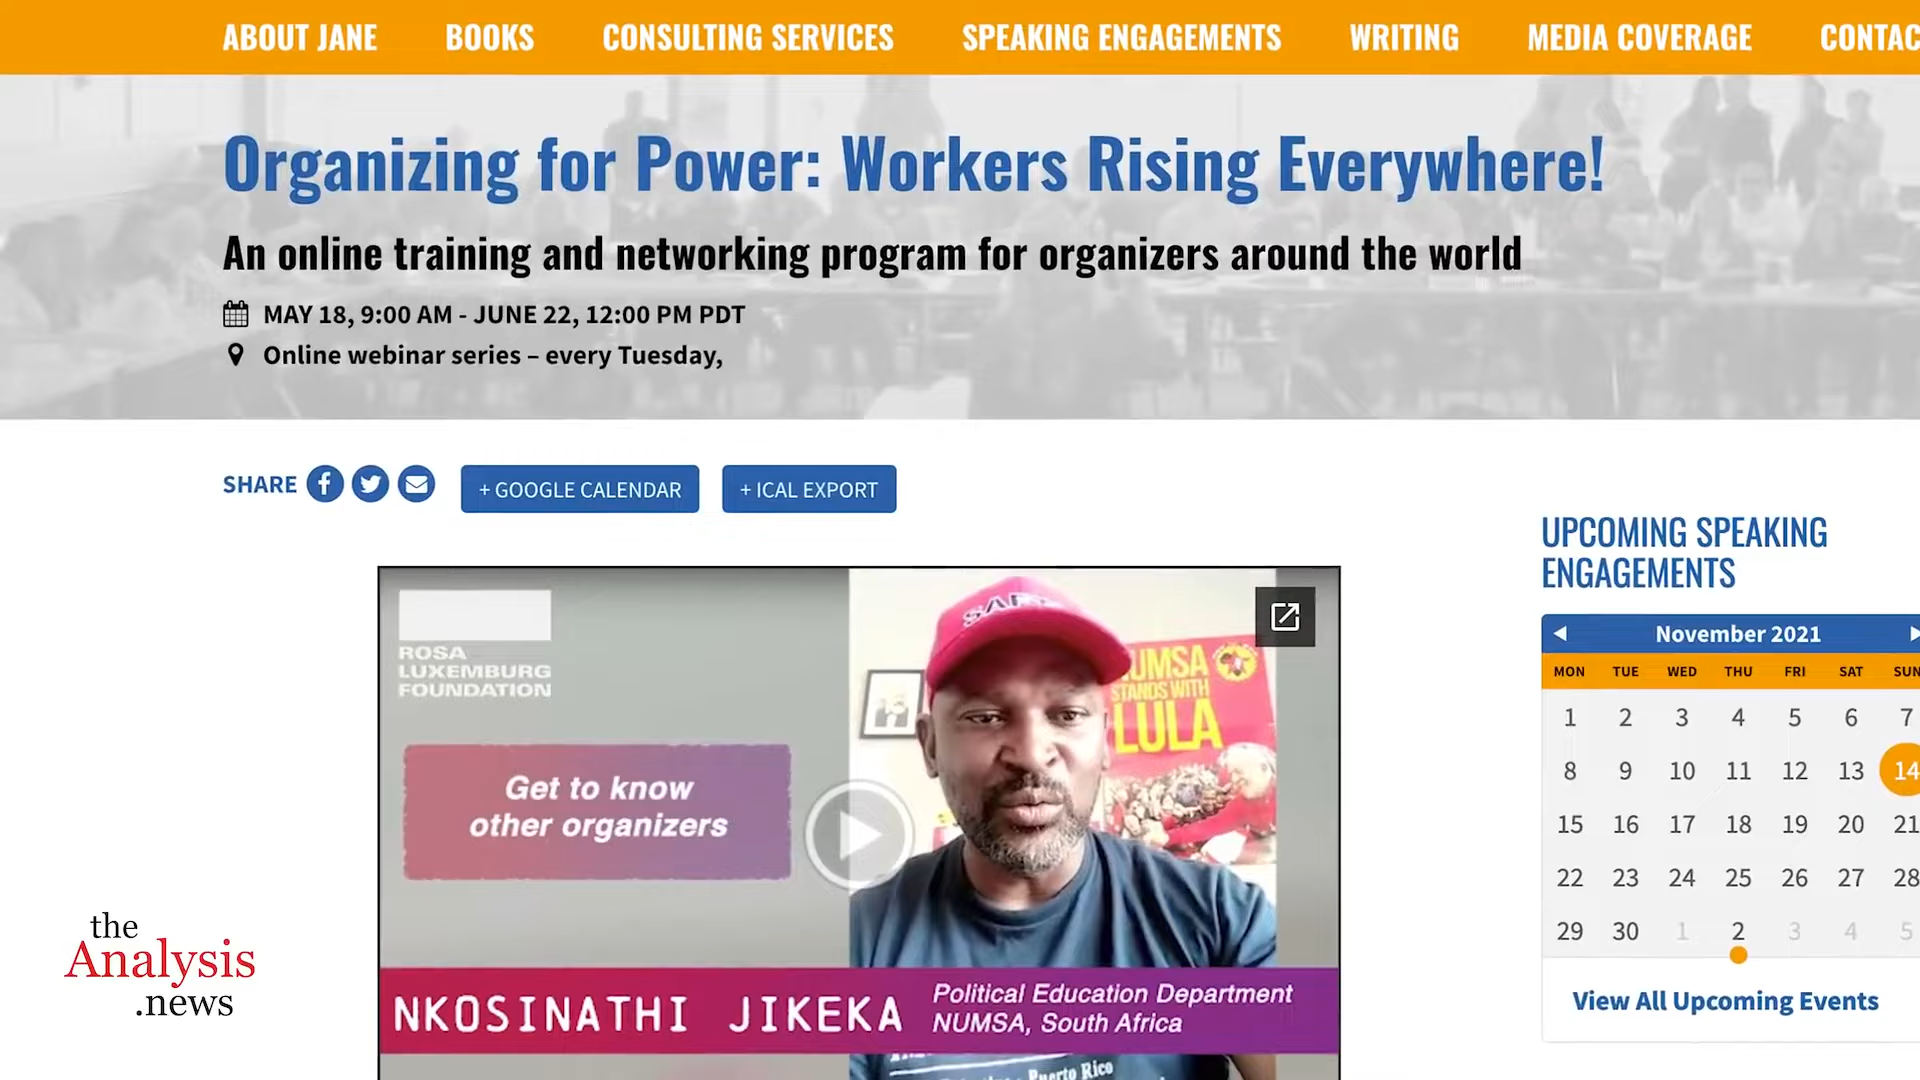 ABOUT JANE BOOKS CONSULTING SERVICES SPEAKING ENGAGEMENTS WRITING MEDIA COVERAGE CONTAC
Organizing for Power: Workers Rising Everywhere!
An online training and networking program for organizers around the world
MAY 18, 9:00 AM - JUNE 22, 12:00 PM PDT
Online webinar series – every Tuesday,
SHARE
+ GOOGLE CALENDAR
+ ICAL EXPORT
ROSA
LUXEMBURG
FOUNDATION
Get to know
other organizers
NUMSA
STANDS WITH
LULA
NKOSINATHI JIKEKA
Political Education Department
NUMSA, South Africa
Puerto Rico
UPCOMING SPEAKING
ENGAGEMENTS
November 2021
MON TUE WED THU FRI SAT SUN
1 2 3 4 5 6 7
8 9 10 11 12 13 14
15 16 17 18 19 20 21
22 23 24 25 26 27 28
29 30 1 2 3 4 5
View All Upcoming Events
the
Analysis
.news